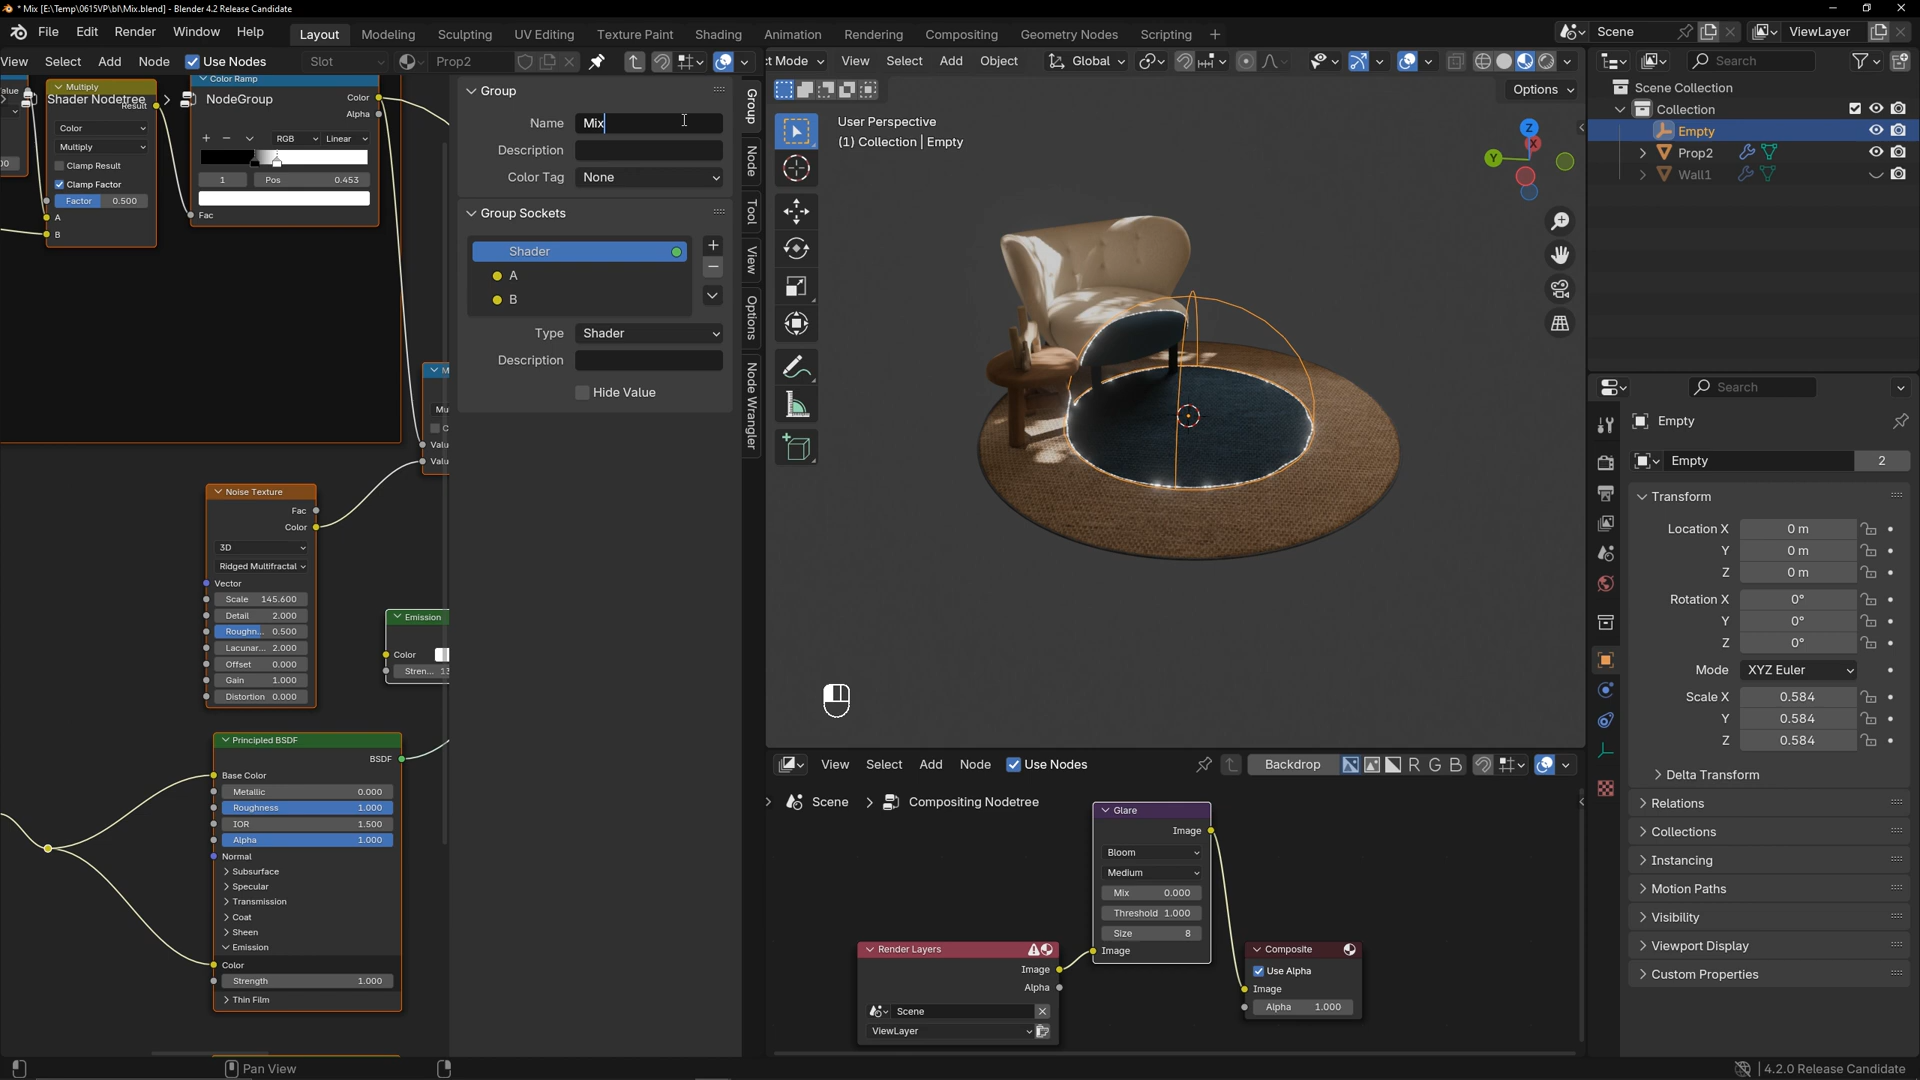 * Mix [E:\Temp\0615VP\bl\Mix.blend] - Blender 4.2 Release Candidate
File Edit Render Window Help
Layout Modeling Sculpting UV Editing Texture Paint Shading Animation Rendering Compositing Geometry Nodes Scripting +
Scene
ViewLayer
View Select Add Node Use Nodes Slot Prop2
Mode View Select Add Object Global
Search
Options
Multiply
Result
Color
Multiply
Clamp Result
Clamp Factor
Factor 0.500
A
B
Shader Nodetree
NodeGroup
Color Ramp
Color
Alpha
RGB Linear
1 Pos 0.453
Fac
Noise Texture
Fac
Color
3D
Ridged Multifractal
Vector
Scale 145.600
Detail 2.000
Roughn... 0.500
Lacunar... 2.000
Offset 0.000
Gain 1.000
Distortion 0.000
Emission
Color
Stren... 13
Principled BSDF
BSDF
Base Color
Metallic 0.000
Roughness 1.000
IOR 1.500
Alpha 1.000
Normal
Subsurface
Specular
Transmission
Coat
Sheen
Emission
Color
Strength 1.000
Thin Film
Group
Name Mix
Description
Color Tag None
Group Sockets
Shader
A
B
Type Shader
Description
Hide Value
Group
Node
Tool
View
Options
Node Wrangler
User Perspective
(1) Collection | Empty
Z
X
Y
View Select Add Node Use Nodes Backdrop R G B
Scene > Compositing Nodetree
Glare
Image
Bloom
Medium
Mix 0.000
Threshold 1.000
Size 8
Image
Render Layers
Image
Alpha
Scene
ViewLayer
Composite
Use Alpha
Image
Alpha 1.000
Scene Collection
Collection
Empty
Prop2
Wall1
Search
Empty
Empty 2
Transform
Location X 0 m
Y 0 m
Z 0 m
Rotation X 0°
Y 0°
Z 0°
Mode XYZ Euler
Scale X 0.584
Y 0.584
Z 0.584
Delta Transform
Relations
Collections
Instancing
Motion Paths
Visibility
Viewport Display
Custom Properties
Pan View
4.2.0 Release Candidate